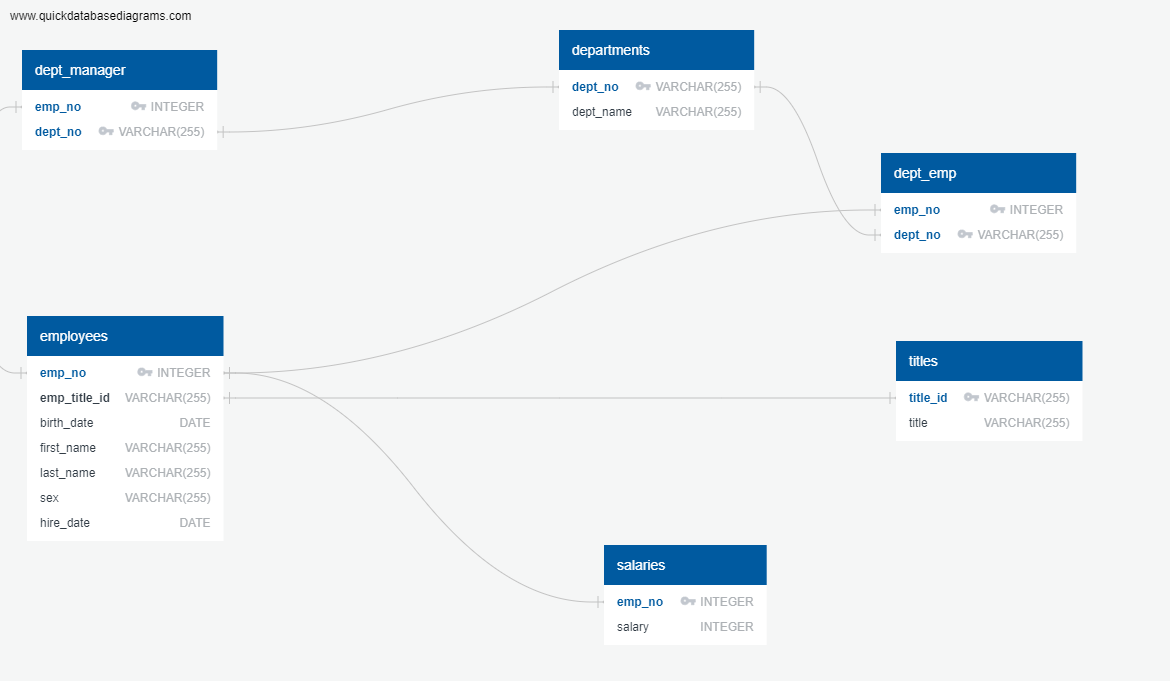 www.quickdatabasediagrams.com
dept_manager
emp_no INTEGER
dept_no VARCHAR(255)
departments
dept_no VARCHAR(255)
dept_name VARCHAR(255)
dept_emp
emp_no INTEGER
dept_no VARCHAR(255)
employees
emp_no INTEGER
emp_title_id VARCHAR(255)
birth_date DATE
first_name VARCHAR(255)
last_name VARCHAR(255)
sex VARCHAR(255)
hire_date DATE
titles
title_id VARCHAR(255)
title VARCHAR(255)
salaries
emp_no INTEGER
salary INTEGER